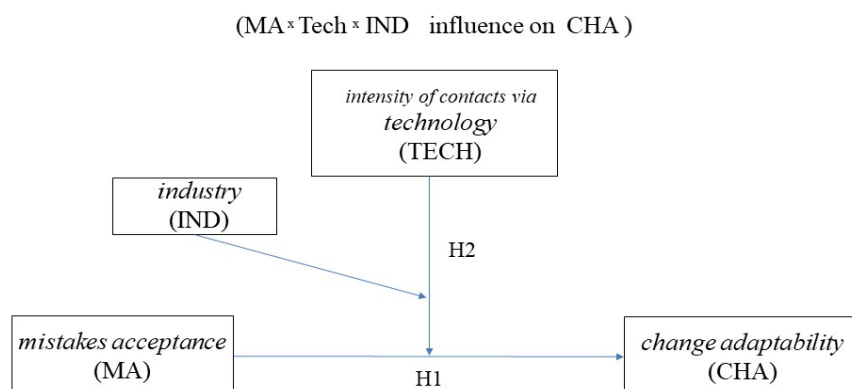 (MA x Tech x IND influence on CHA )
intensity of contacts via
technology
(TECH)
industry
(IND)
H2
mistakes acceptance
(MA)
change adaptability
(CHA)
H1